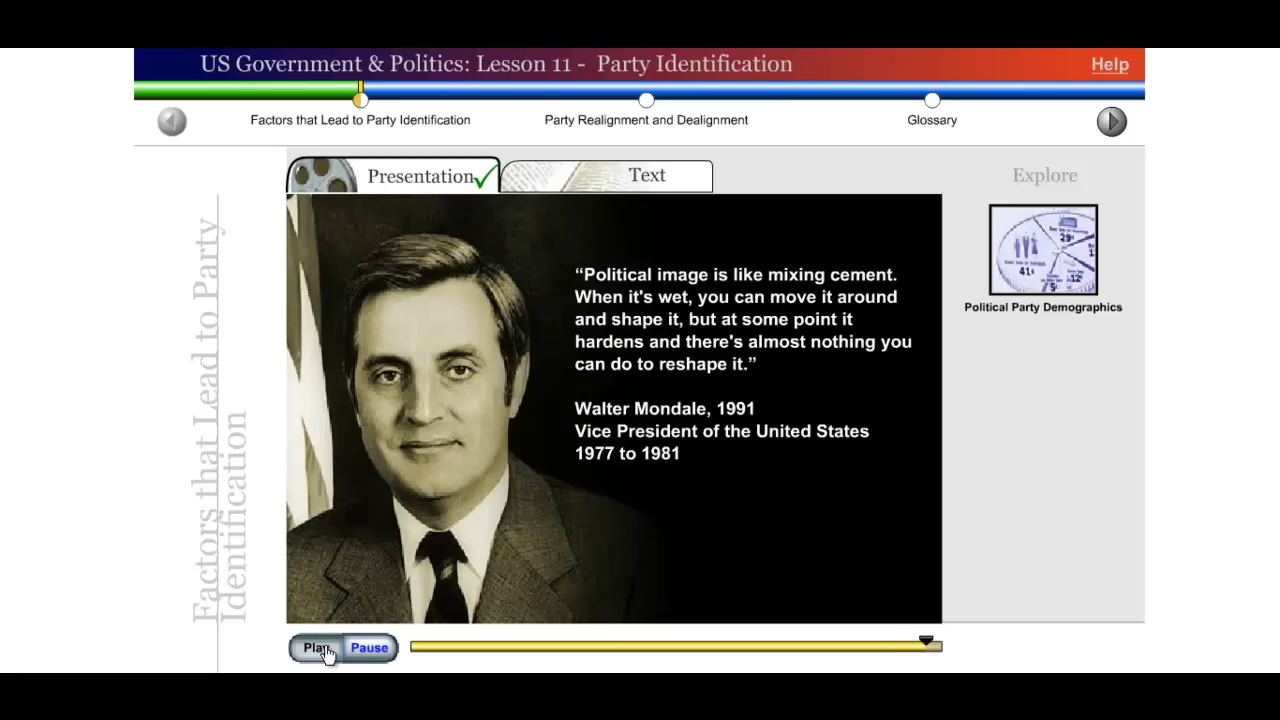 US Government & Politics: Lesson 11 - Party Identification
Help
Factors that Lead to Party Identification
Party Realignment and Dealignment
Glossary
Presentation
Text
Explore
Factors that Lead to Party
Identification
“Political image is like mixing cement.
When it's wet, you can move it around
and shape it, but at some point it
hardens and there's almost nothing you
can do to reshape it.”
Walter Mondale, 1991
Vice President of the United States
1977 to 1981
29¢
41¢
12¢
5¢
Political Party Demographics
Play
Pause